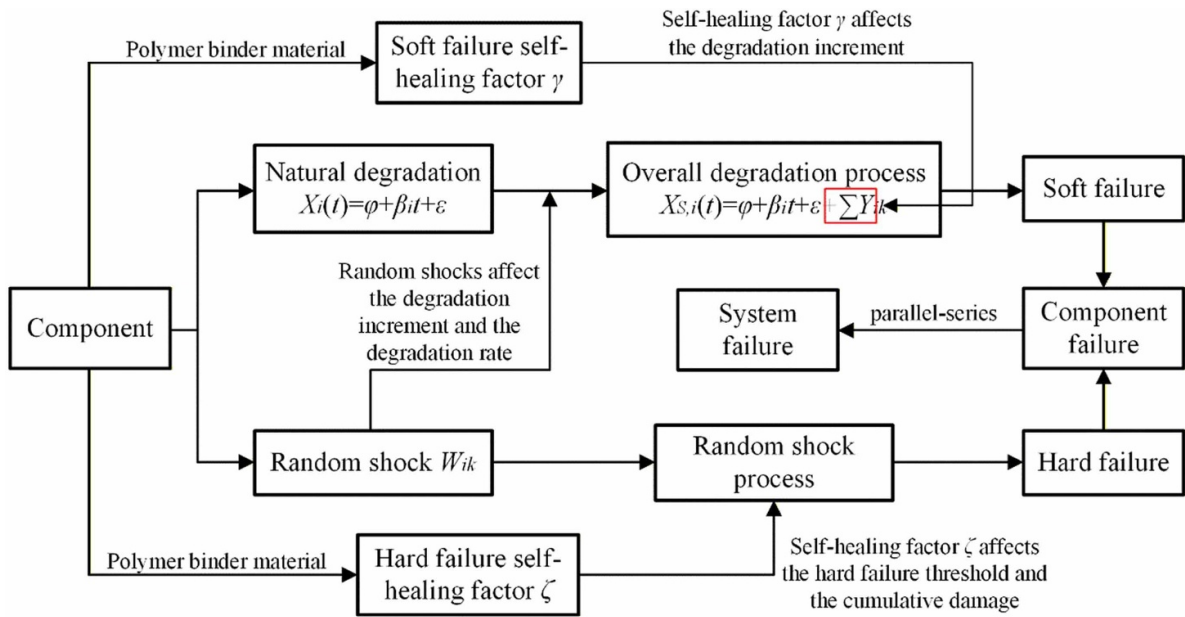 Polymer binder material
Soft failure self-
healing factor γ
Self-healing factor γ affects
the degradation increment
Natural degradation
Xi(t)=φ+βit+ε
Overall degradation process
XS,i(t)=φ+βit+ε+∑Yik
Soft failure
Random shocks affect
the degradation
increment and the
degradation rate
Component
System
failure
parallel-series
Component
failure
Random shock Wik
Random shock
process
Hard failure
Polymer binder material
Hard failure self-
healing factor ζ
Self-healing factor ζ affects
the hard failure threshold and
the cumulative damage